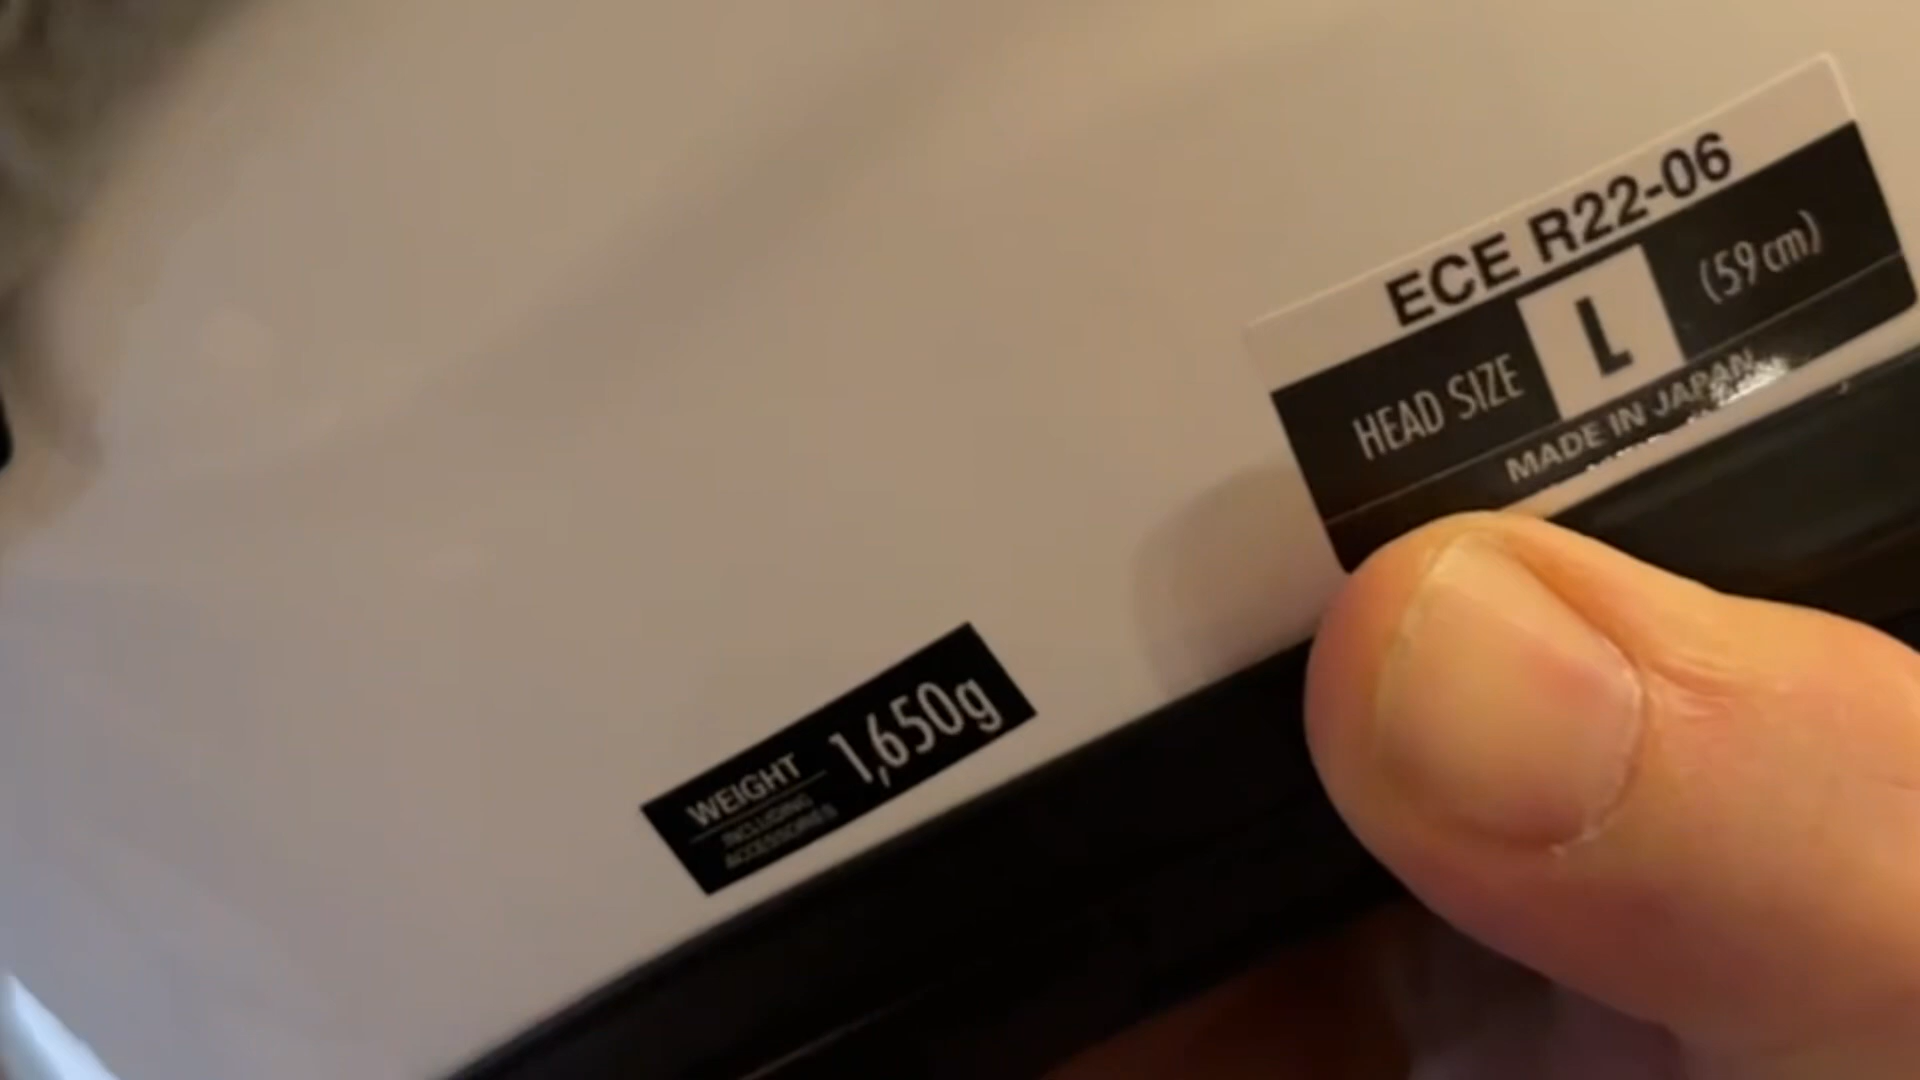 ECE R22-06
HEAD SIZE L (59cm)
MADE IN JAPAN
WEIGHT 1,650g
INCLUDING
ACCESSORIES